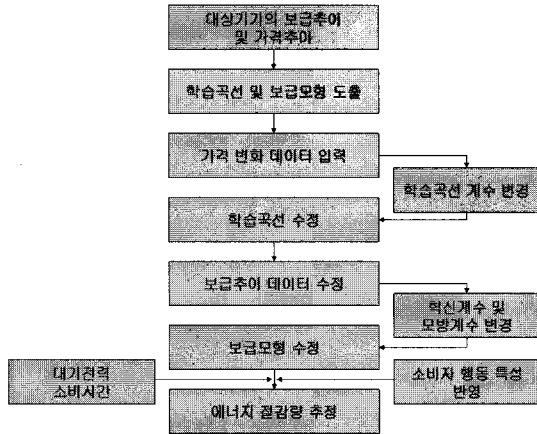 대상기기의 보급추이
및 가격추이
학습곡선 및 보급모형 도출
가격 변화 데이터 입력
학습곡선 계수 변경
학습곡선 수정
보급추이 데이터 수정
혁신계수 및
모방계수 변경
보급모형 수정
대기전력
소비시간
소비자 행동 특성
반영
에너지 절감량 추정